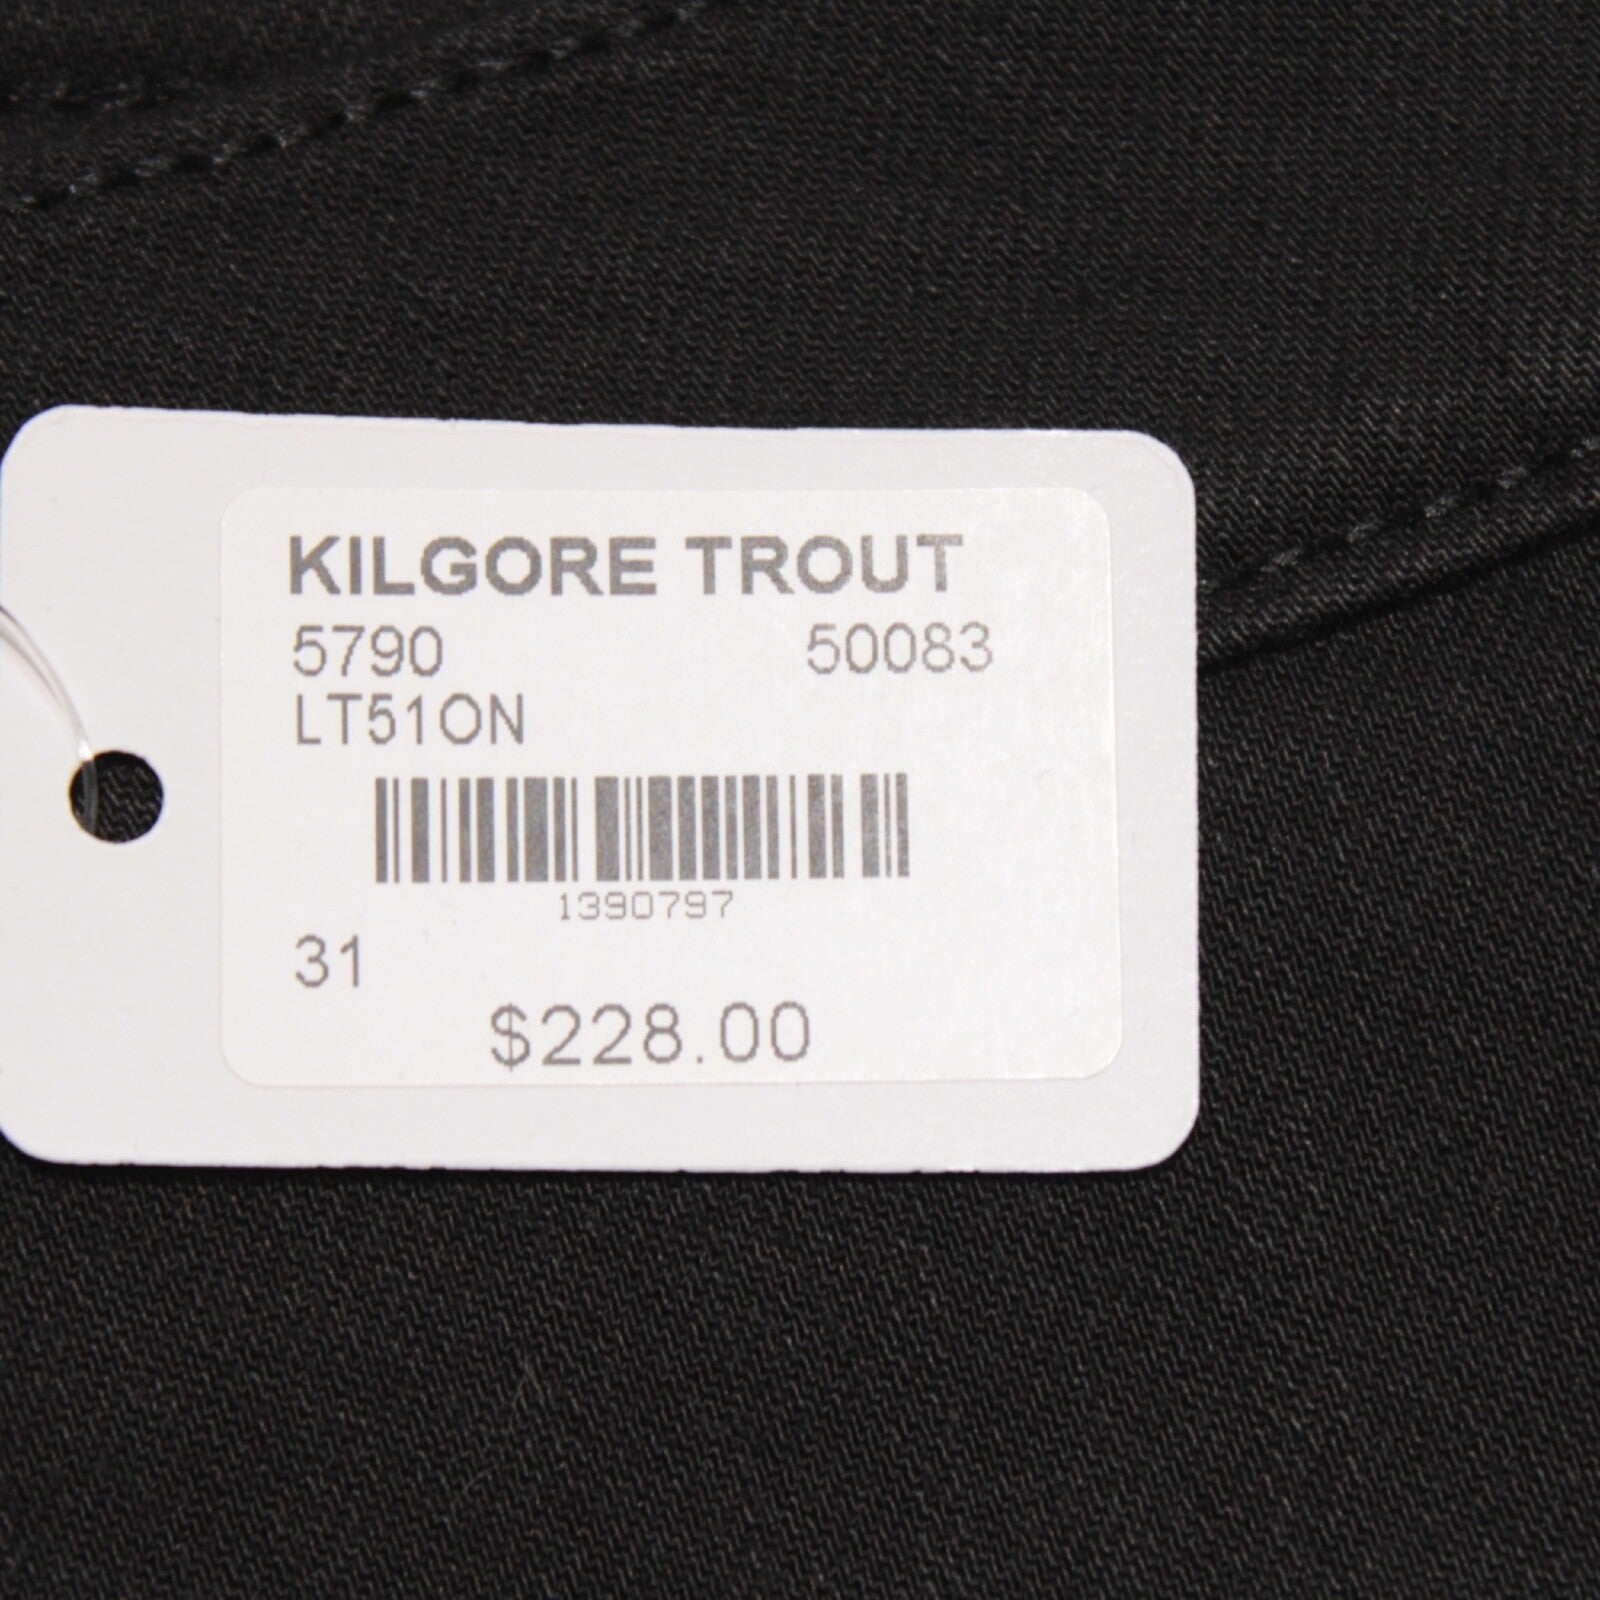 KILGORE TROUT
5790 50083
LT51ON
1390797
31
$228.00